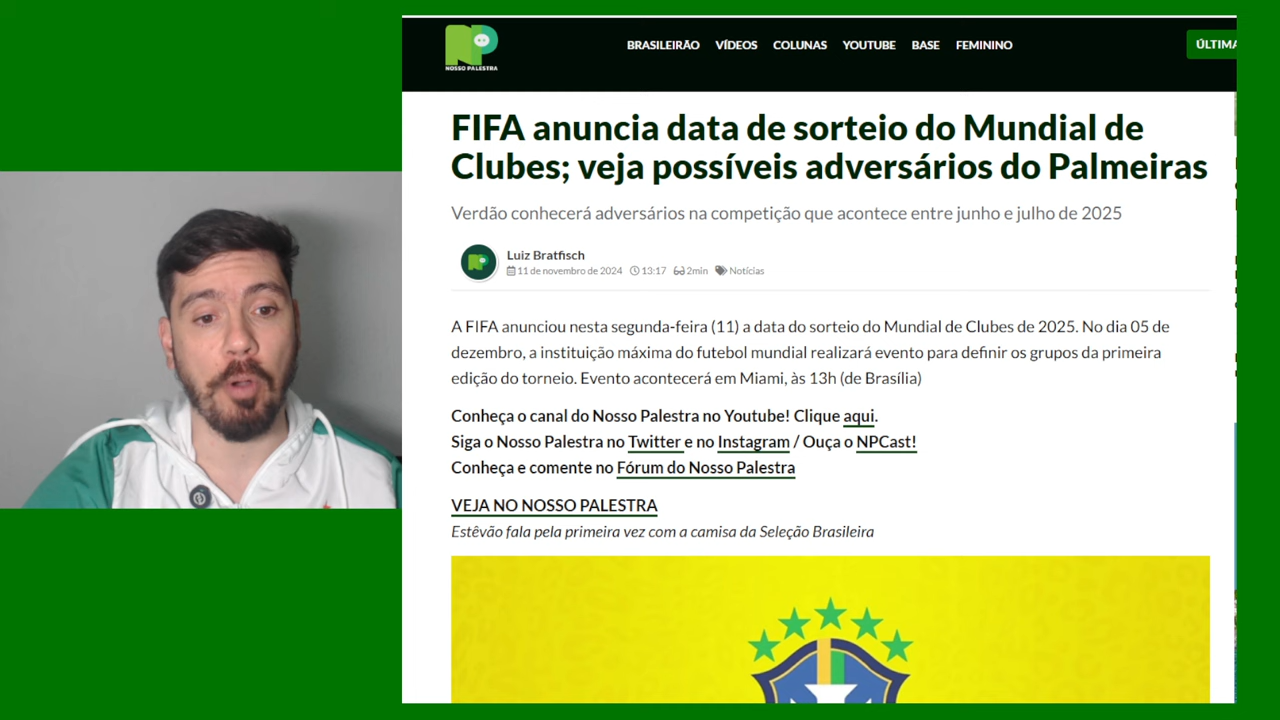 NP
NOSSO PALESTRA
BRASILEIRÃO VÍDEOS COLUNAS YOUTUBE BASE FEMININO
ÚLTIMA
FIFA anuncia data de sorteio do Mundial de
Clubes; veja possíveis adversários do Palmeiras
Verdão conhecerá adversários na competição que acontece entre junho e julho de 2025
NP
Luiz Bratfisch
11 de novembro de 2024 13:17 2min Notícias
A FIFA anunciou nesta segunda-feira (11) a data do sorteio do Mundial de Clubes de 2025. No dia 05 de
dezembro, a instituição máxima do futebol mundial realizará evento para definir os grupos da primeira
edição do torneio. Evento acontecerá em Miami, às 13h (de Brasília)
Conheça o canal do Nosso Palestra no Youtube! Clique aqui.
Siga o Nosso Palestra no Twitter e no Instagram / Ouça o NPCast!
Conheça e comente no Fórum do Nosso Palestra
VEJA NO NOSSO PALESTRA
Estêvão fala pela primeira vez com a camisa da Seleção Brasileira